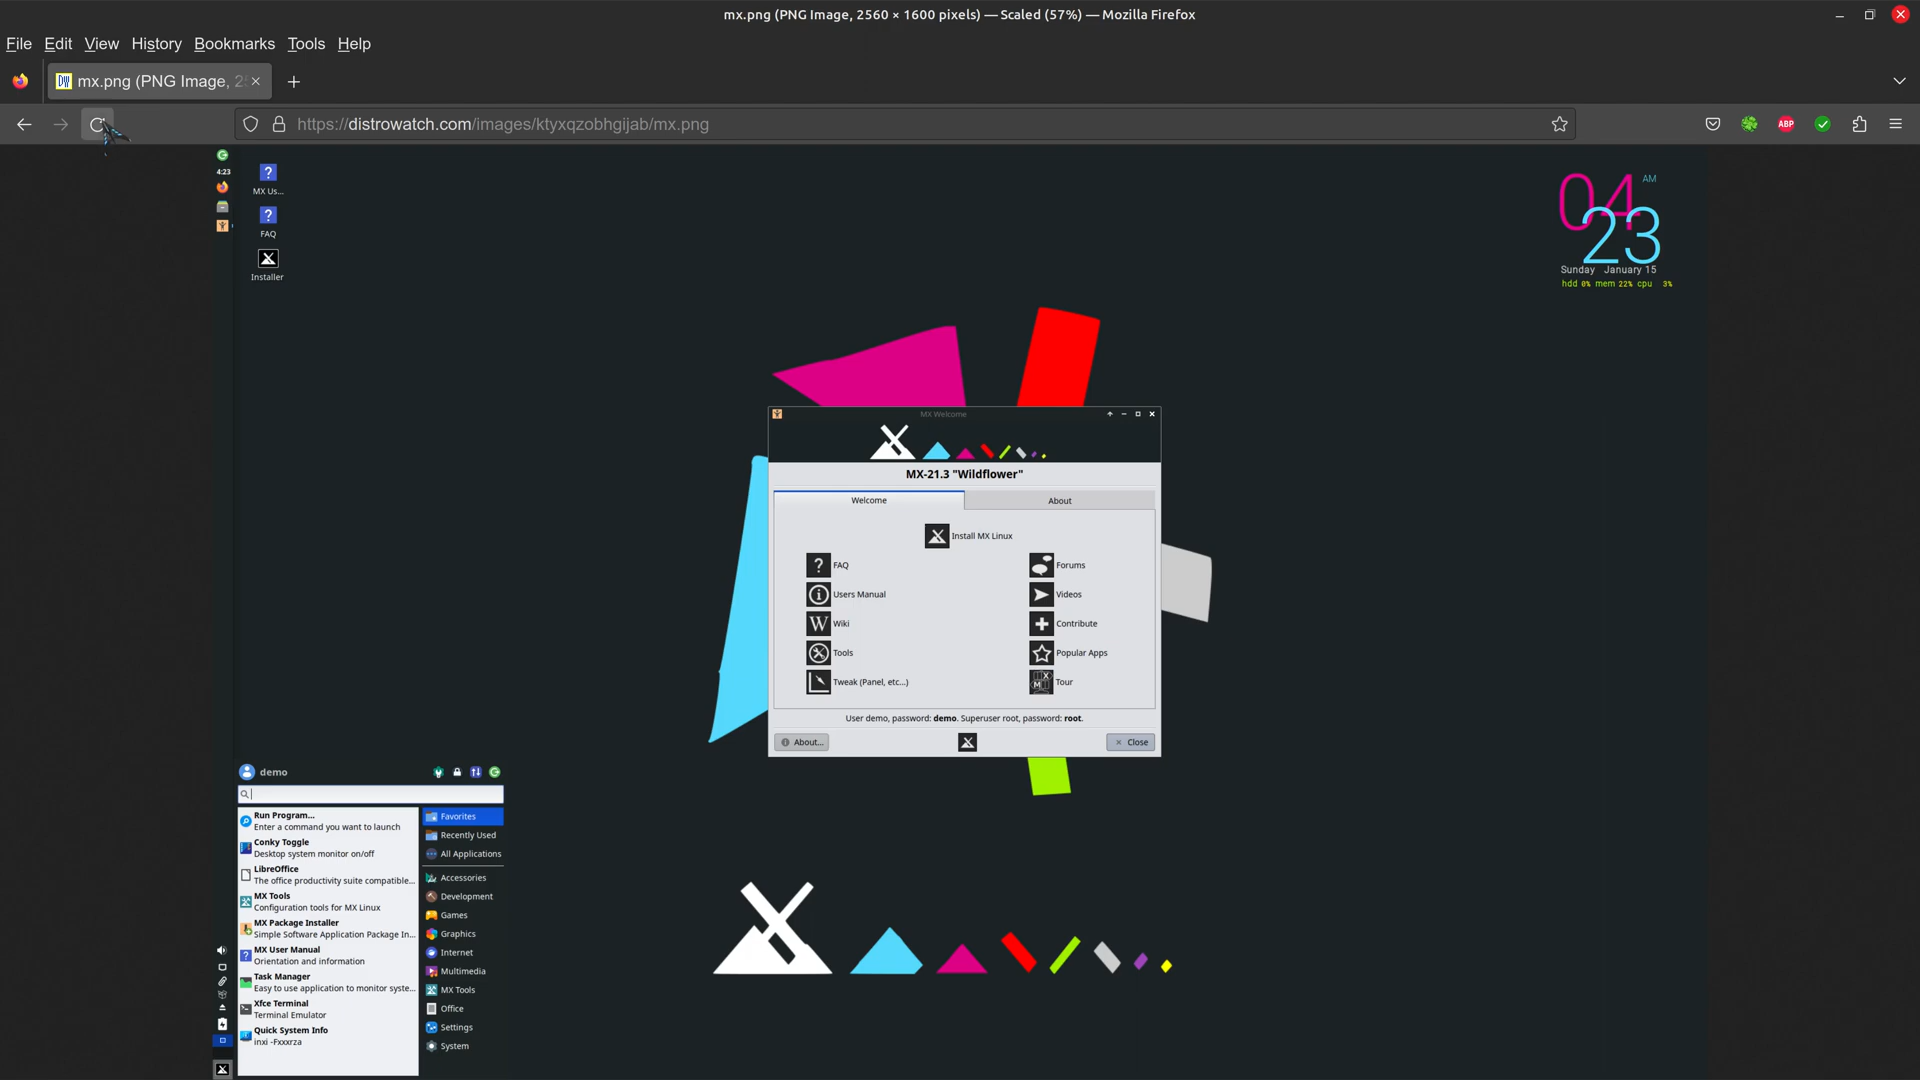 mx.png (PNG Image, 2560 × 1600 pixels) — Scaled (57%) — Mozilla Firefox
File Edit View History Bookmarks Tools Help
DW mx.png (PNG Image, 25
https://distrowatch.com/images/ktyxqzobhgijab/mx.png
ABP
4:23
MX Us...
FAQ
Installer
04 AM
23
Sunday January 15
hdd 0% mem 22% cpu 3%
MX Welcome
MX-21.3 "Wildflower"
Welcome About
Install MX Linux
FAQ Forums
Users Manual Videos
Wiki Contribute
Tools Popular Apps
Tweak (Panel, etc...) Tour
User demo, password: demo. Superuser root, password: root.
About... Close
demo
Run Program...
Enter a command you want to launch
Conky Toggle
Desktop system monitor on/off
LibreOffice
The office productivity suite compatible...
MX Tools
Configuration tools for MX Linux
MX Package Installer
Simple Software Application Package In...
MX User Manual
Orientation and information
Task Manager
Easy to use application to monitor syste...
Xfce Terminal
Terminal Emulator
Quick System Info
inxi -Fxxxrza
Favorites
Recently Used
All Applications
Accessories
Development
Games
Graphics
Internet
Multimedia
MX Tools
Office
Settings
System